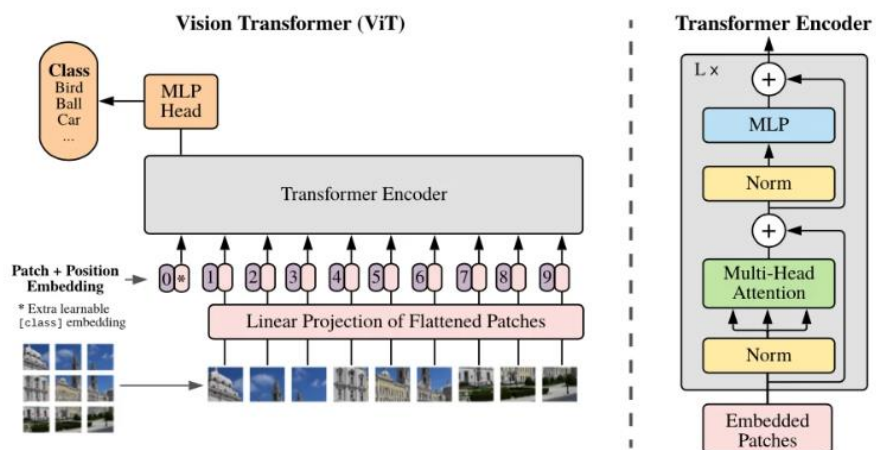 Vision Transformer (ViT)
Class
Bird
Ball
Car
...
MLP
Head
Transformer Encoder
Patch + Position
Embedding
0 * 1 2 3 4 5 6 7 8 9
* Extra learnable
[class] embedding
Linear Projection of Flattened Patches
Transformer Encoder
L x
+
MLP
Norm
+
Multi-Head
Attention
Norm
Embedded
Patches